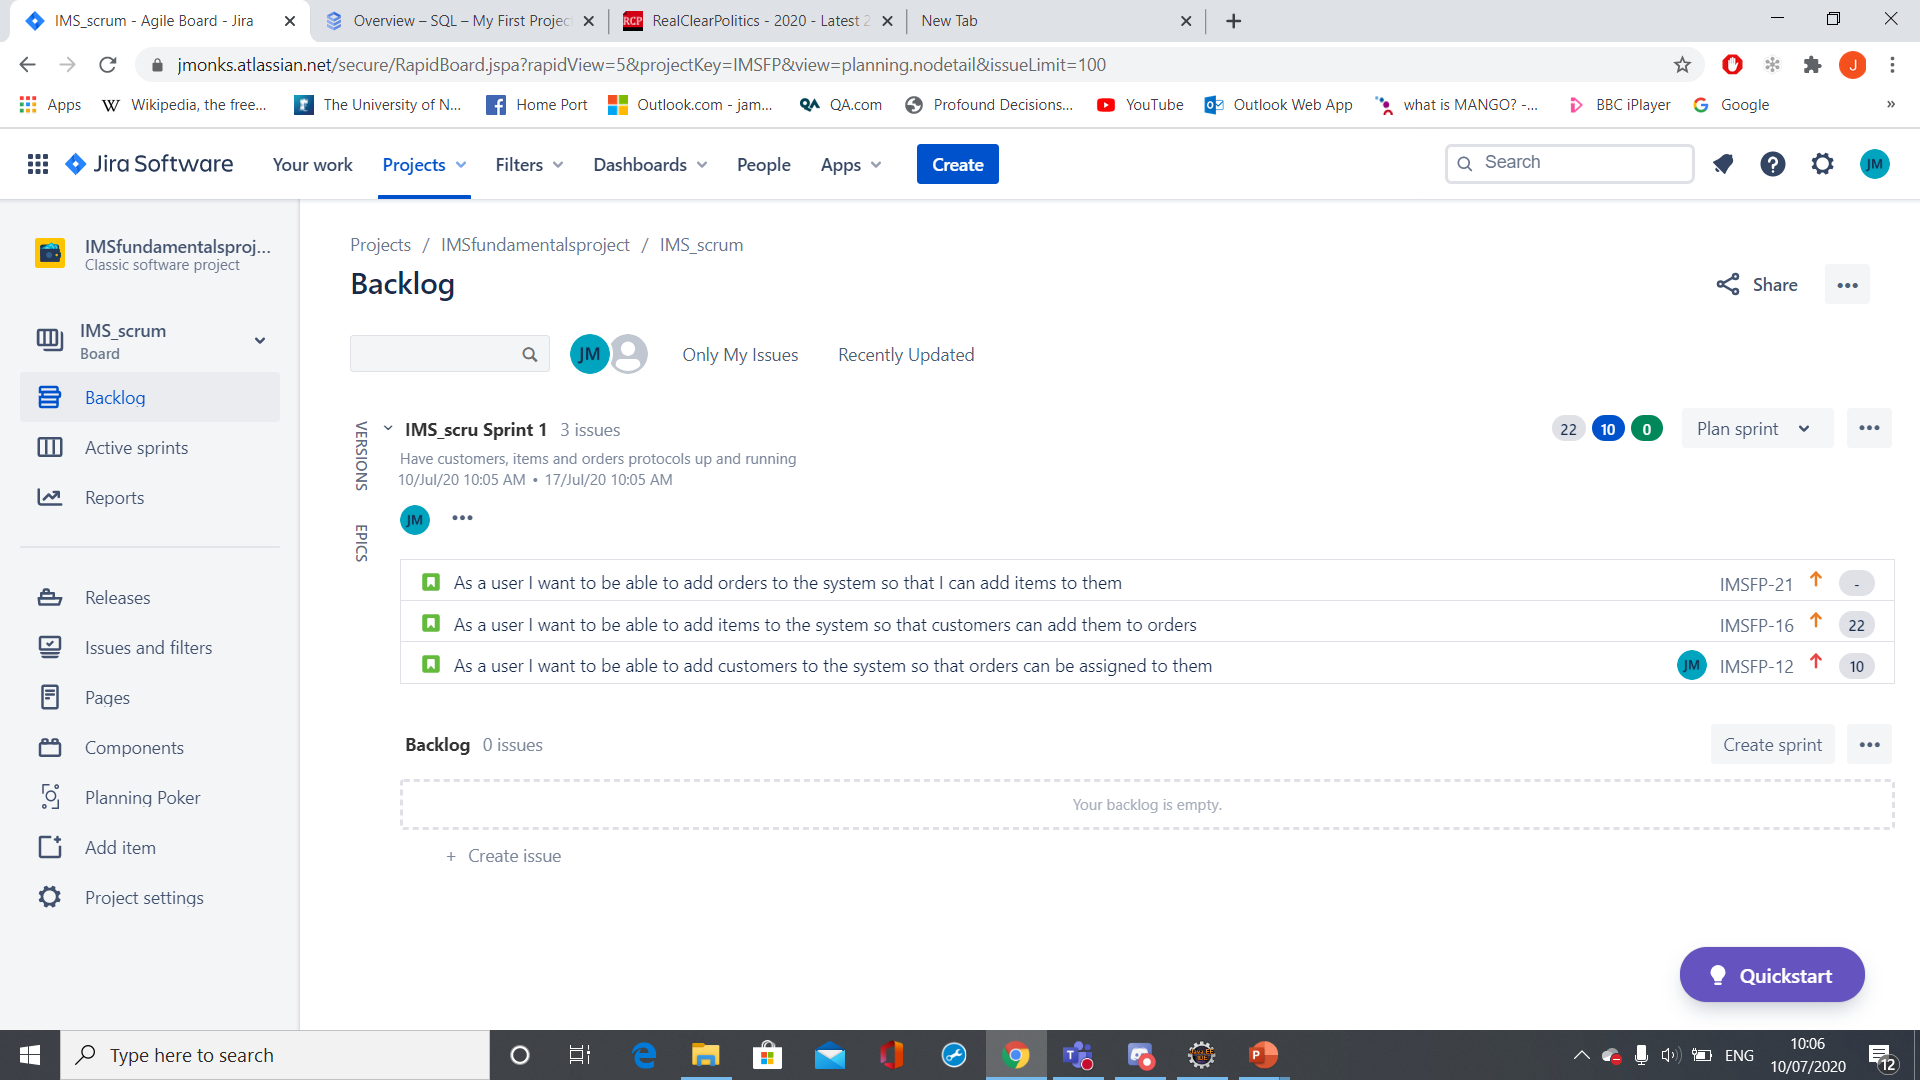 IMS_scrum - Agile Board - Jira
Overview – SQL – My First Projec
RCP RealClearPolitics - 2020 - Latest 2
New Tab
jmonks.atlassian.net/secure/RapidBoard.jspa?rapidView=5&projectKey=IMSFP&view=planning.nodetail&issueLimit=100
J
Apps
W Wikipedia, the free...
The University of N...
Home Port
Outlook.com - jam...
QA QA.com
Profound Decisions...
YouTube
Outlook Web App
what is MANGO? -...
BBC iPlayer
Google
»
Jira Software
Your work
Projects
Filters
Dashboards
People
Apps
Create
Search
JM
IMSfundamentalsproj...
Classic software project
IMS_scrum
Board
Backlog
Active sprints
Reports
Releases
Issues and filters
Pages
Components
Planning Poker
Add item
Project settings
Projects / IMSfundamentalsproject / IMS_scrum
Backlog
Share
JM
Only My Issues
Recently Updated
VERSIONS
EPICS
IMS_scru Sprint 1 3 issues
22 10 0
Plan sprint
Have customers, items and orders protocols up and running
10/Jul/20 10:05 AM • 17/Jul/20 10:05 AM
JM
As a user I want to be able to add orders to the system so that I can add items to them IMSFP-21 -
As a user I want to be able to add items to the system so that customers can add them to orders IMSFP-16 22
As a user I want to be able to add customers to the system so that orders can be assigned to them JM IMSFP-12 10
Backlog 0 issues
Create sprint
Your backlog is empty.
+ Create issue
Quickstart
Type here to search
ENG
10:06
10/07/2020
12